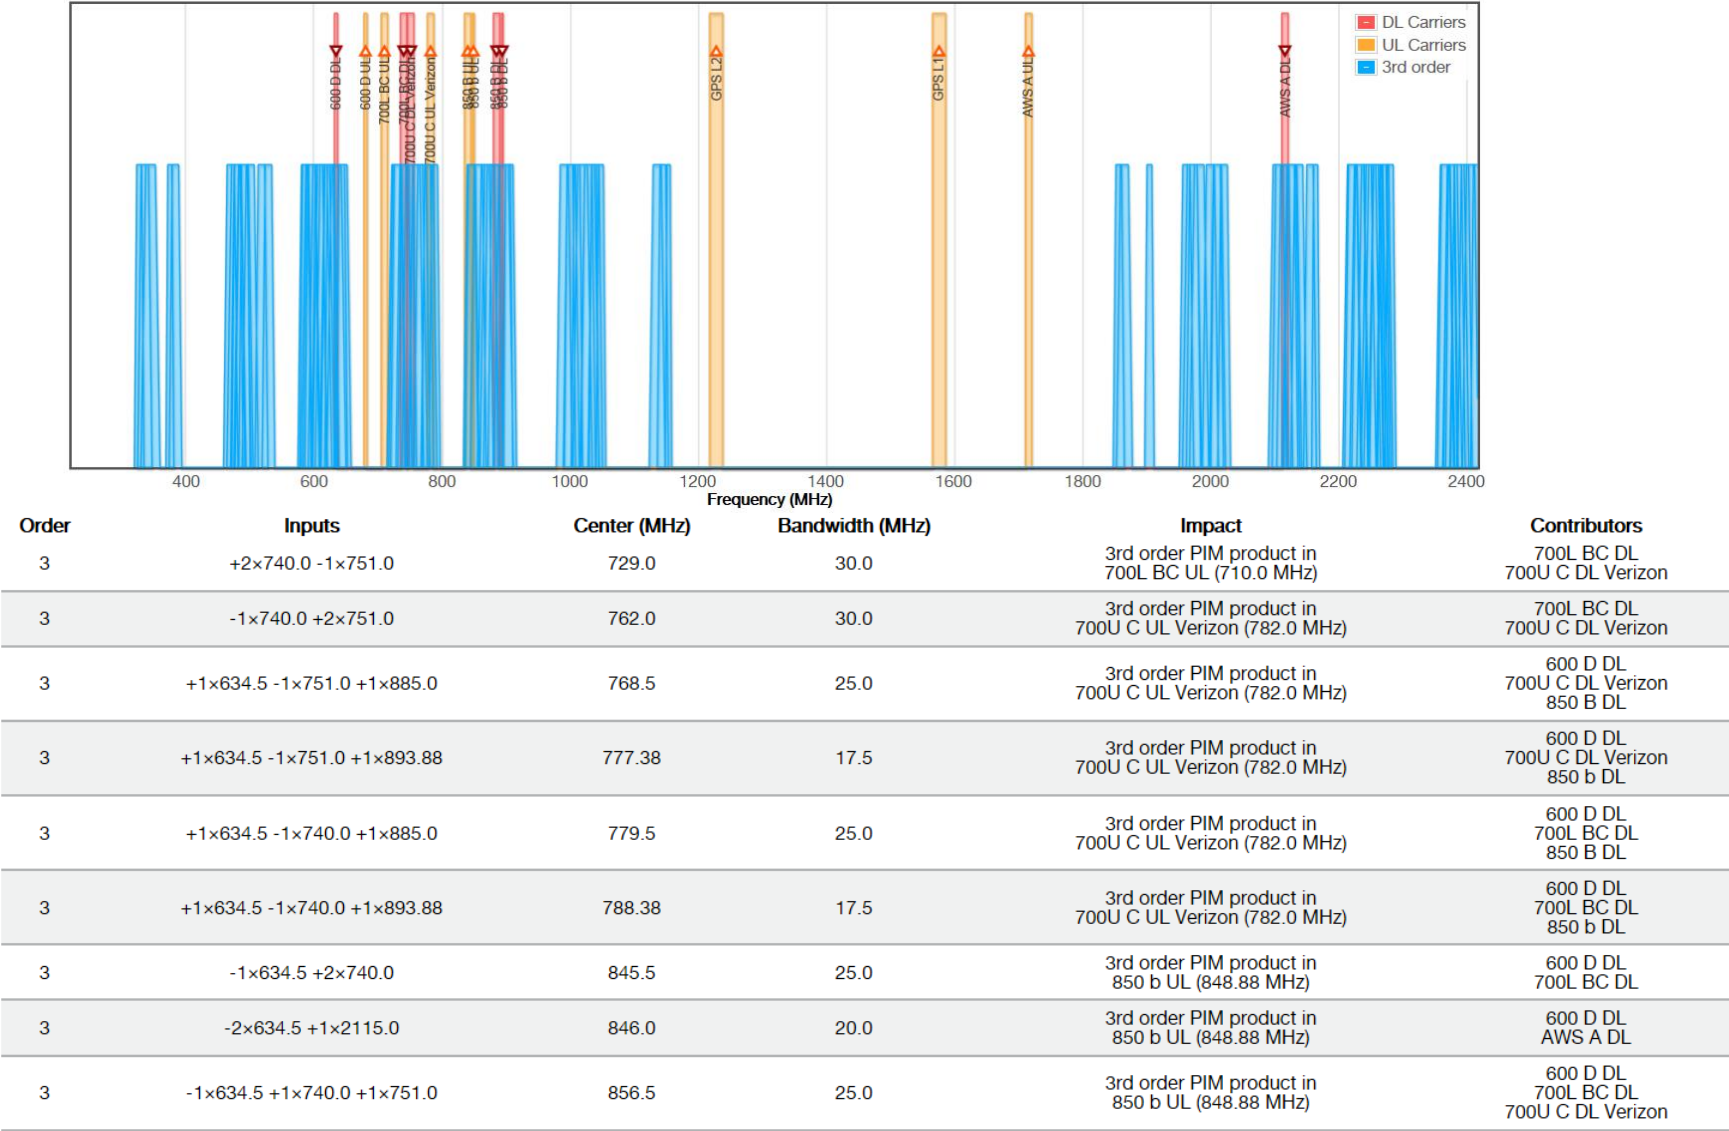 DL Carriers
UL Carriers
3rd order
600 D DL
600 D UL
700L BC UL
700L BC DL
700U C DL Verizon
700U C UL Verizon
850 B UL
850 b UL
850 B DL
850 b DL
GPS L2
GPS L1
AWS A UL
AWS A DL
400 600 800 1000 1200 1400 1600 1800 2000 2200 2400
Frequency (MHz)
Order Inputs Center (MHz) Bandwidth (MHz) Impact Contributors
3 +2×740.0 -1×751.0 729.0 30.0 3rd order PIM product in
700L BC UL (710.0 MHz)
700L BC DL
700U C DL Verizon
3 -1×740.0 +2×751.0 762.0 30.0 3rd order PIM product in
700U C UL Verizon (782.0 MHz)
700L BC DL
700U C DL Verizon
3 +1×634.5 -1×751.0 +1×885.0 768.5 25.0 3rd order PIM product in
700U C UL Verizon (782.0 MHz)
600 D DL
700U C DL Verizon
850 B DL
3 +1×634.5 -1×751.0 +1×893.88 777.38 17.5 3rd order PIM product in
700U C UL Verizon (782.0 MHz)
600 D DL
700U C DL Verizon
850 b DL
3 +1×634.5 -1×740.0 +1×885.0 779.5 25.0 3rd order PIM product in
700U C UL Verizon (782.0 MHz)
600 D DL
700L BC DL
850 B DL
3 +1×634.5 -1×740.0 +1×893.88 788.38 17.5 3rd order PIM product in
700U C UL Verizon (782.0 MHz)
600 D DL
700L BC DL
850 b DL
3 -1×634.5 +2×740.0 845.5 25.0 3rd order PIM product in
850 b UL (848.88 MHz)
600 D DL
700L BC DL
3 -2×634.5 +1×2115.0 846.0 20.0 3rd order PIM product in
850 b UL (848.88 MHz)
600 D DL
AWS A DL
3 -1×634.5 +1×740.0 +1×751.0 856.5 25.0 3rd order PIM product in
850 b UL (848.88 MHz)
600 D DL
700L BC DL
700U C DL Verizon